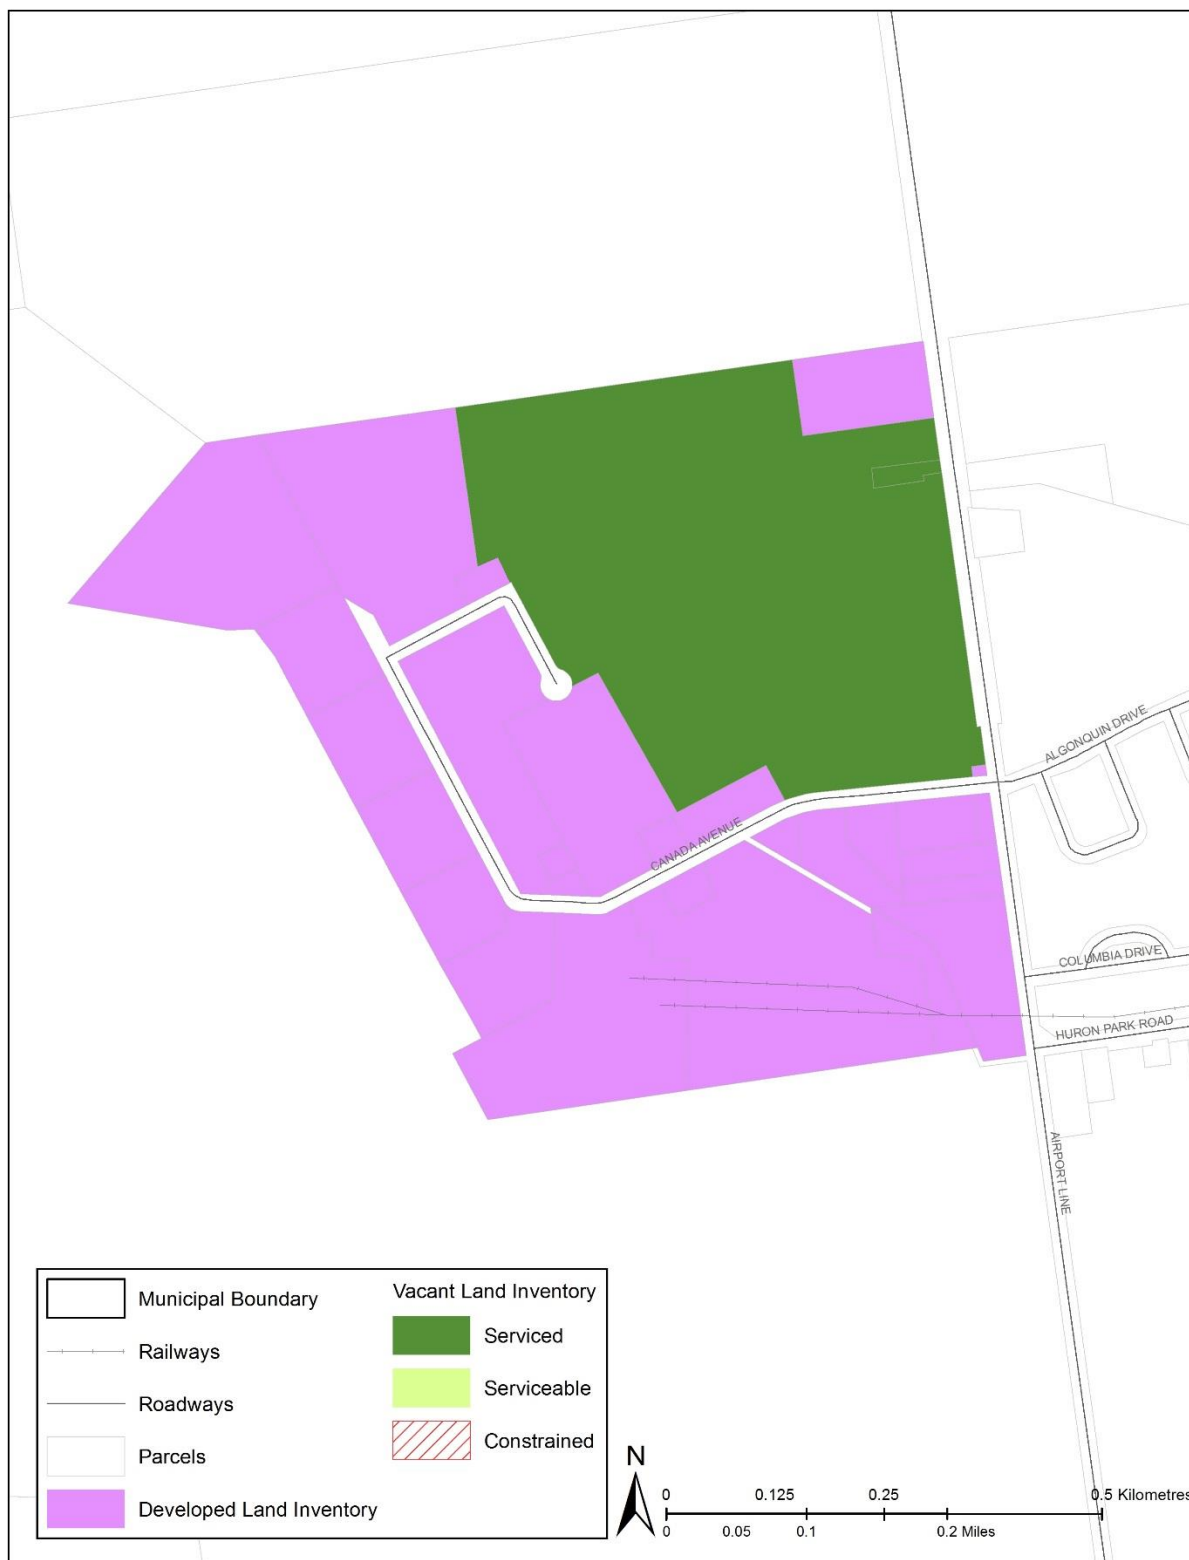 ALGONQUIN DRIVE
CANADA AVENUE
COLUMBIA DRIVE
HURON PARK ROAD
AIRPORT LINE
Municipal Boundary
Railways
Roadways
Parcels
Developed Land Inventory
Vacant Land Inventory
Serviced
Serviceable
Constrained
N
0 0.125 0.25 0.5 Kilometres
0 0.05 0.1 0.2 Miles